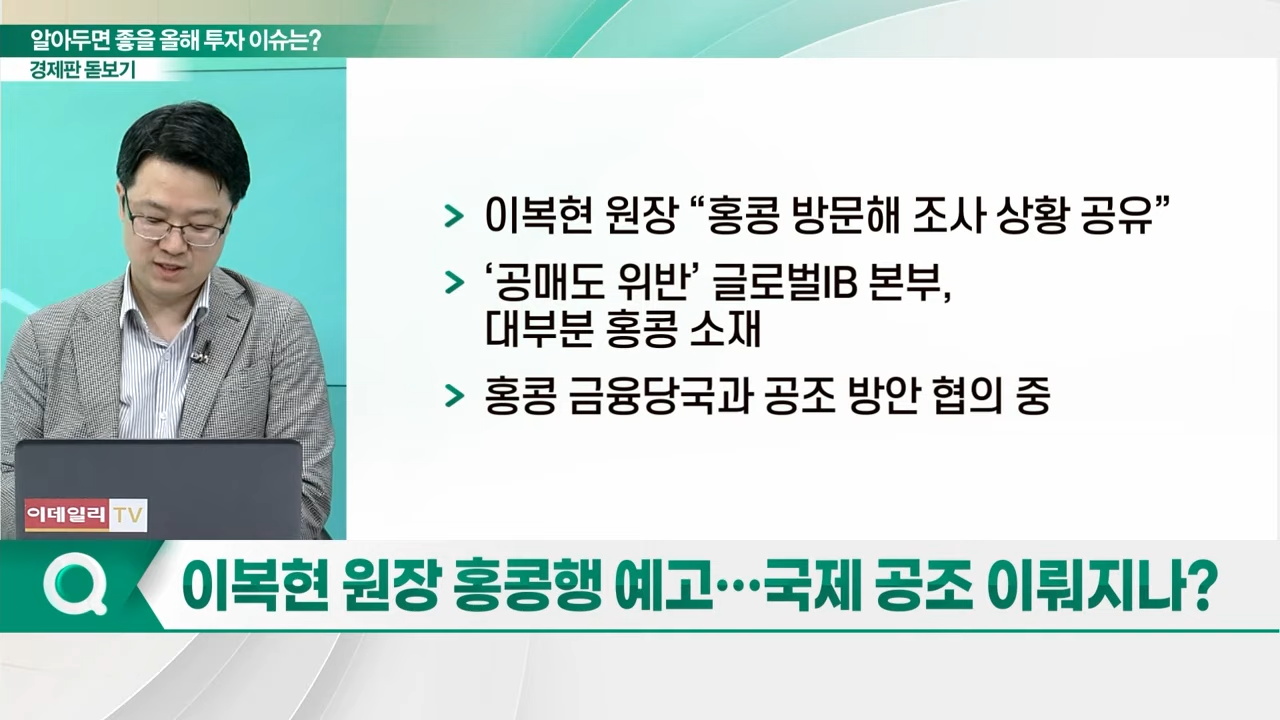 알아두면 좋을 올해 투자 이슈는?
경제판 돋보기
이복현 원장 “홍콩 방문해 조사 상황 공유”
‘공매도 위반’ 글로벌IB 본부,
대부분 홍콩 소재
홍콩 금융당국과 공조 방안 협의 중
이데일리 TV
이복현 원장 홍콩행 예고…국제 공조 이뤄지나?